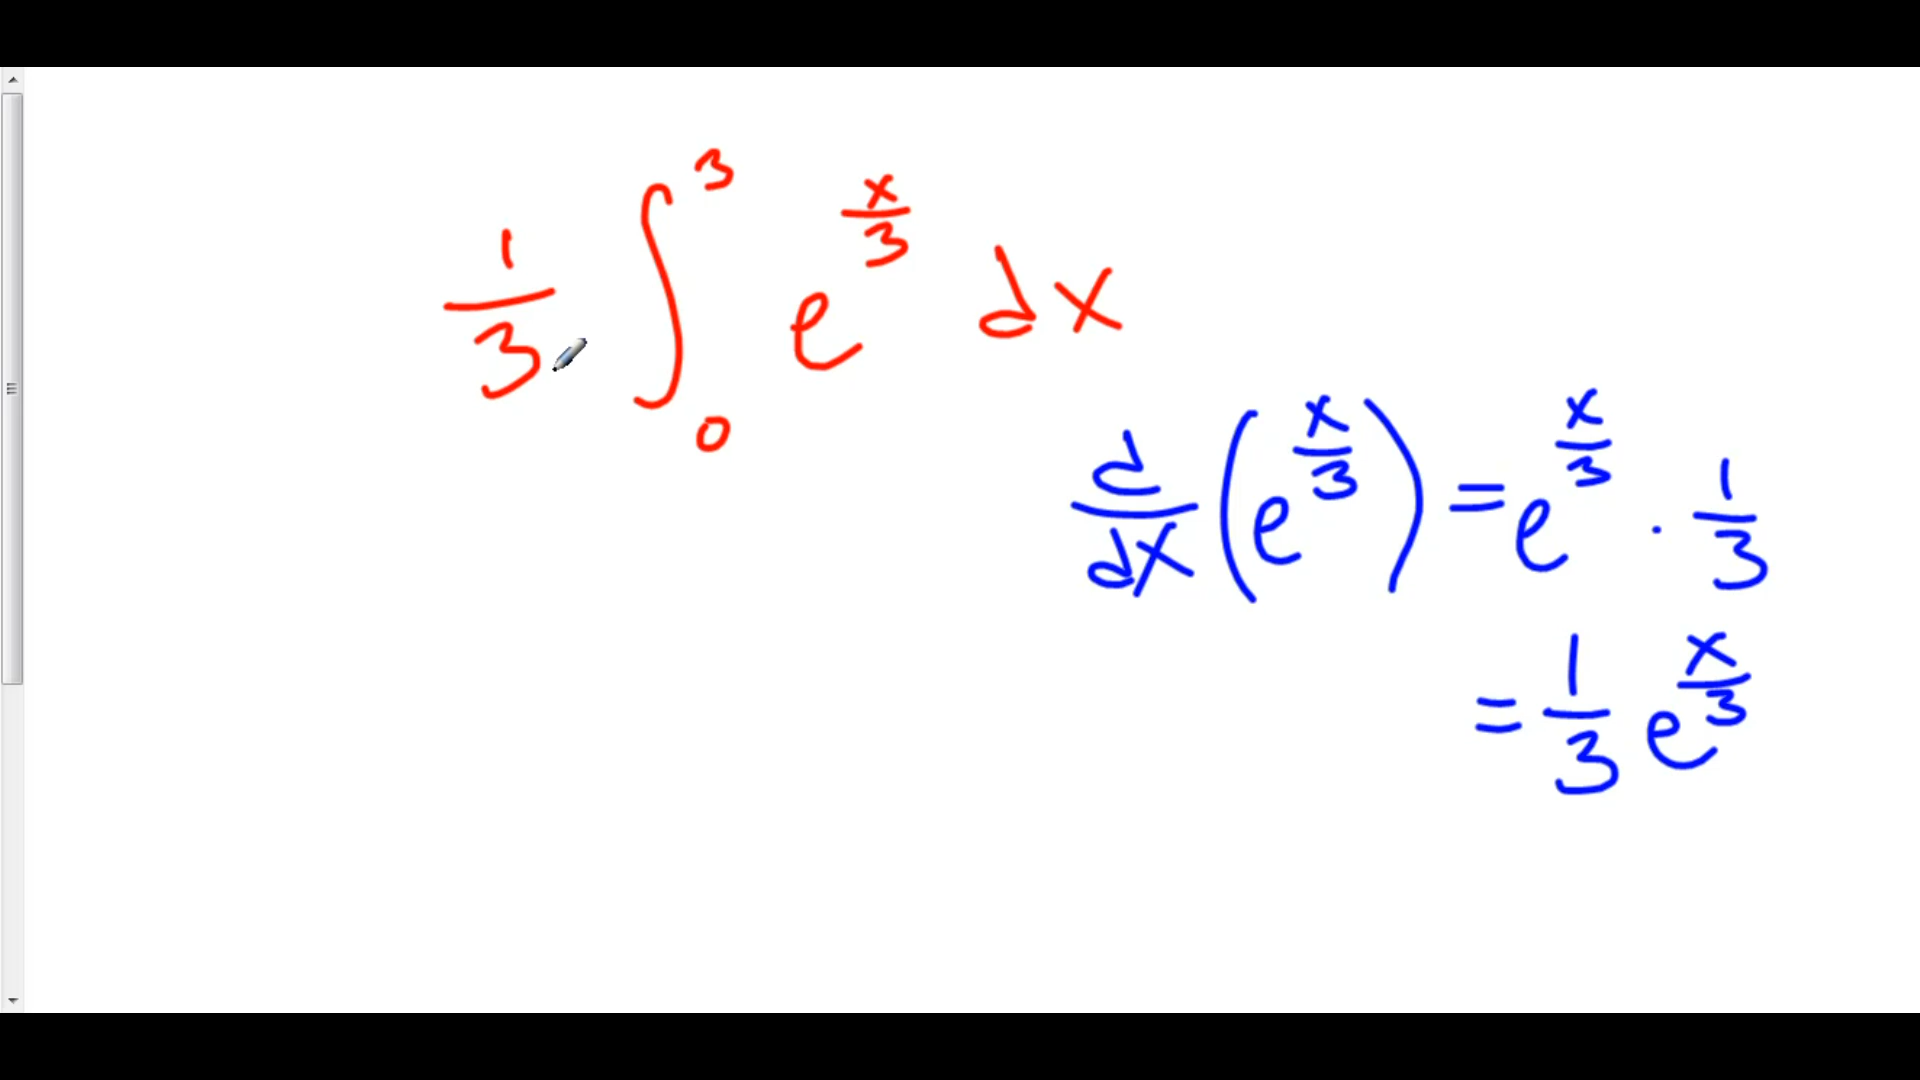 1/3 ∫₀³ e^(x/3) dx
d/dx (e^(x/3)) = e^(x/3) · 1/3
= 1/3 e^(x/3)